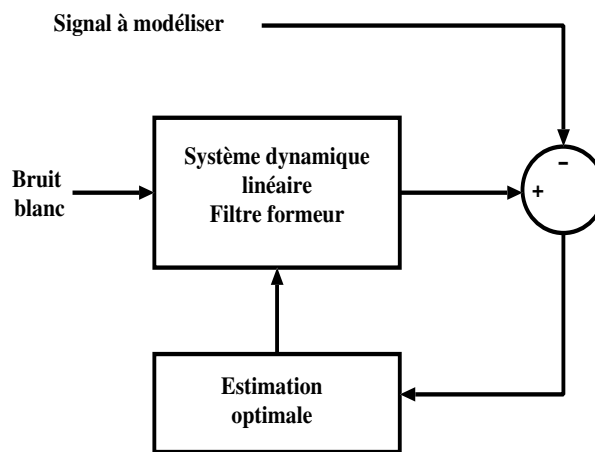 Signal à modéliser
Système dynamique
linéaire
Filtre formeur
Bruit
blanc
-
+
Estimation
optimale